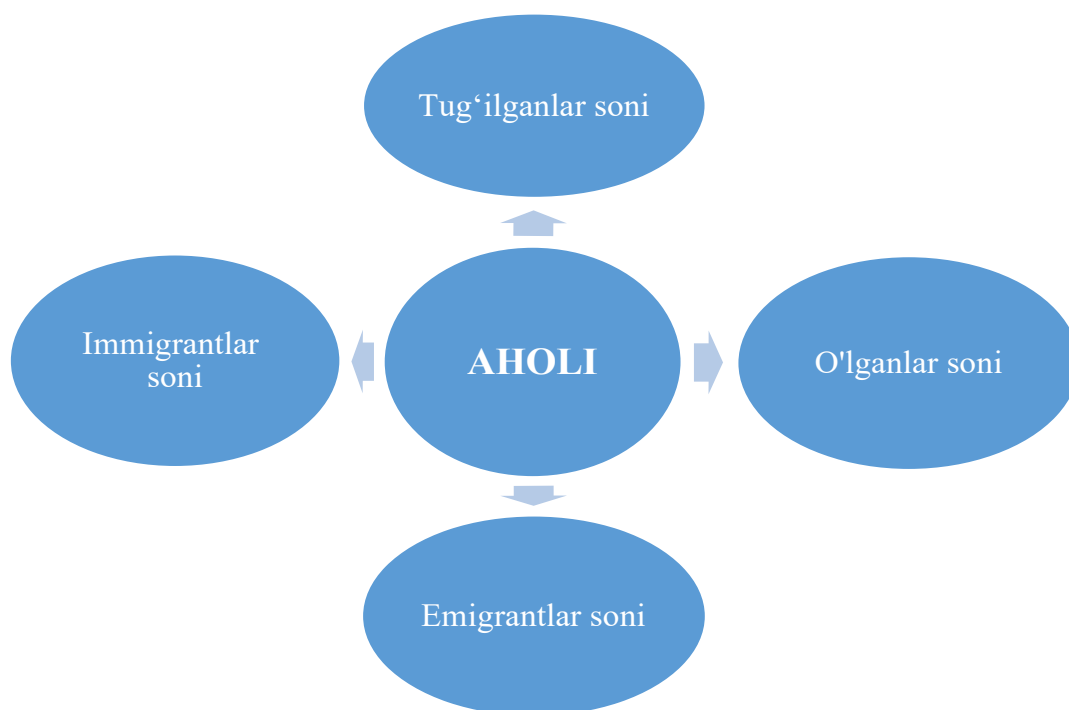 Tug‘ilganlar soni
Immigrantlar
soni
AHOLI
O'lganlar soni
Emigrantlar soni